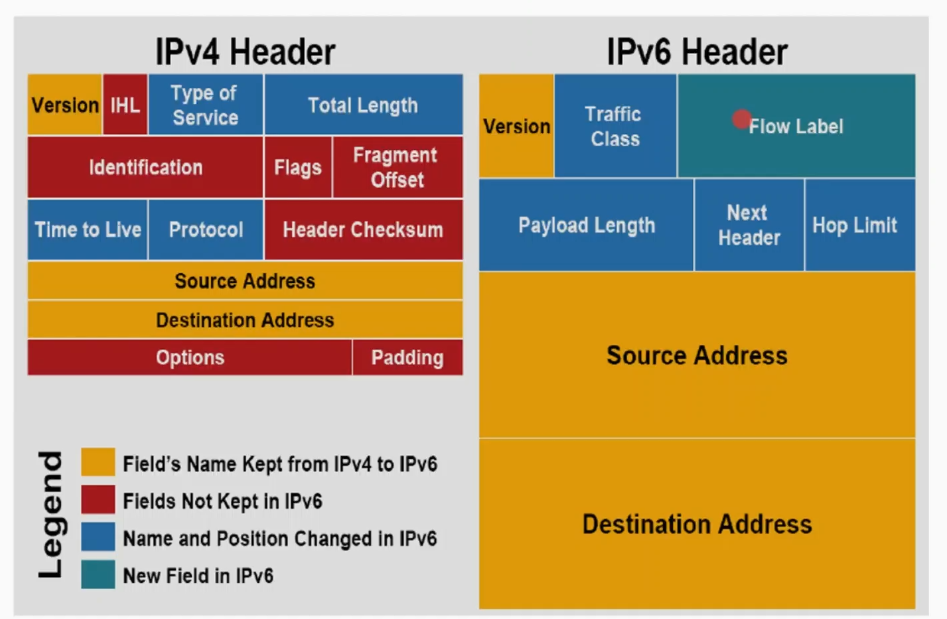 IPv4 Header
Version
IHL
Type of
Service
Total Length
Identification
Flags
Fragment
Offset
Time to Live
Protocol
Header Checksum
Source Address
Destination Address
Options
Padding
Legend
Field's Name Kept from IPv4 to IPv6
Fields Not Kept in IPv6
Name and Position Changed in IPv6
New Field in IPv6
IPv6 Header
Version
Traffic
Class
Flow Label
Payload Length
Next
Header
Hop Limit
Source Address
Destination Address